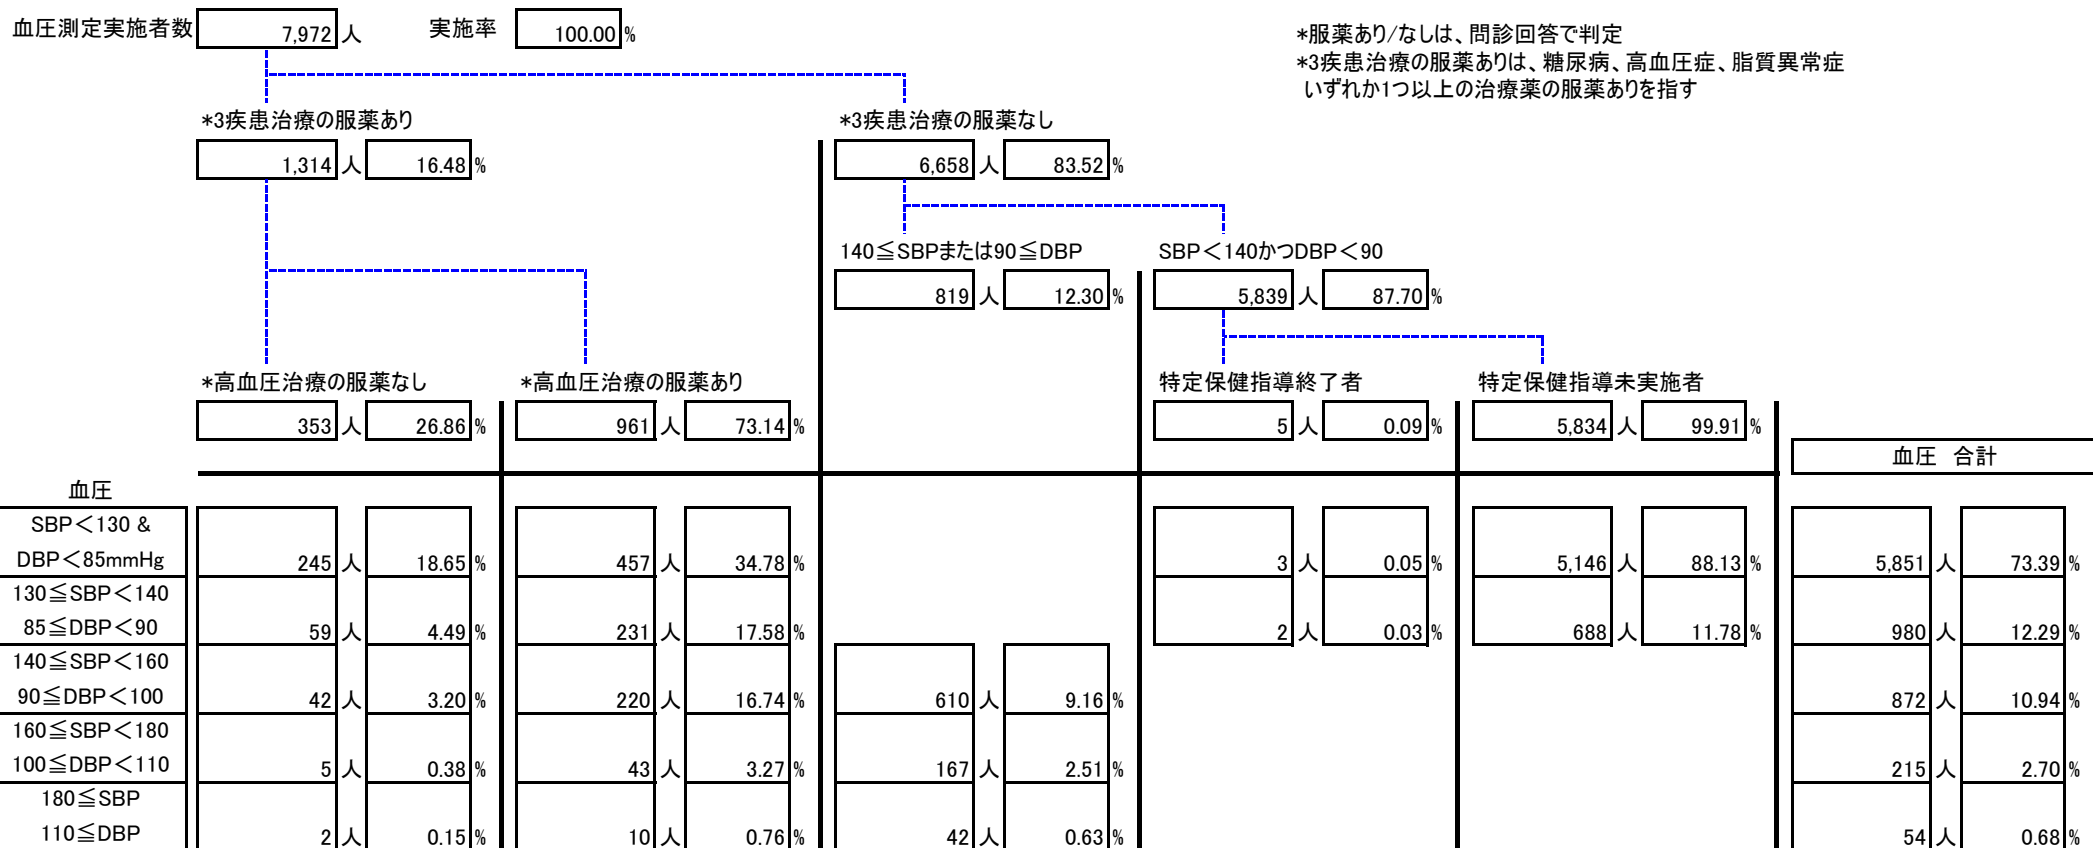 血圧測定実施者数 7,972 人 実施率 100.00 %
*服薬あり/なしは、問診回答で判定
*3疾患治療の服薬ありは、糖尿病、高血圧症、脂質異常症
いずれか1つ以上の治療薬の服薬ありを指す
*3疾患治療の服薬あり *3疾患治療の服薬なし
1,314 人 16.48 % 6,658 人 83.52 %
140≦SBPまたは90≦DBP SBP<140かつDBP<90
819 人 12.30 % 5,839 人 87.70 %
*高血圧治療の服薬なし *高血圧治療の服薬あり 特定保健指導終了者 特定保健指導未実施者
353 人 26.86 % 961 人 73.14 % 5 人 0.09 % 5,834 人 99.91 %
血圧 合計
血圧
SBP<130 &
DBP<85mmHg 245 人 18.65 % 457 人 34.78 % 3 人 0.05 % 5,146 人 88.13 % 5,851 人 73.39 %
130≦SBP<140
85≦DBP<90 59 人 4.49 % 231 人 17.58 % 2 人 0.03 % 688 人 11.78 % 980 人 12.29 %
140≦SBP<160
90≦DBP<100 42 人 3.20 % 220 人 16.74 % 610 人 9.16 % 872 人 10.94 %
160≦SBP<180
100≦DBP<110 5 人 0.38 % 43 人 3.27 % 167 人 2.51 % 215 人 2.70 %
180≦SBP
110≦DBP 2 人 0.15 % 10 人 0.76 % 42 人 0.63 % 54 人 0.68 %